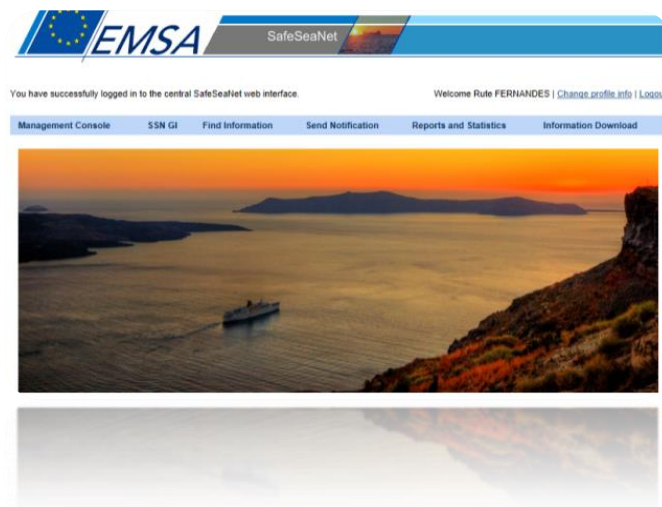 EMSA
SafeSeaNet
You have successfully logged in to the central SafeSeaNet web interface. Welcome Rute FERNANDES | Change profile info | Logou
Management Console SSN GI Find Information Send Notification Reports and Statistics Information Download